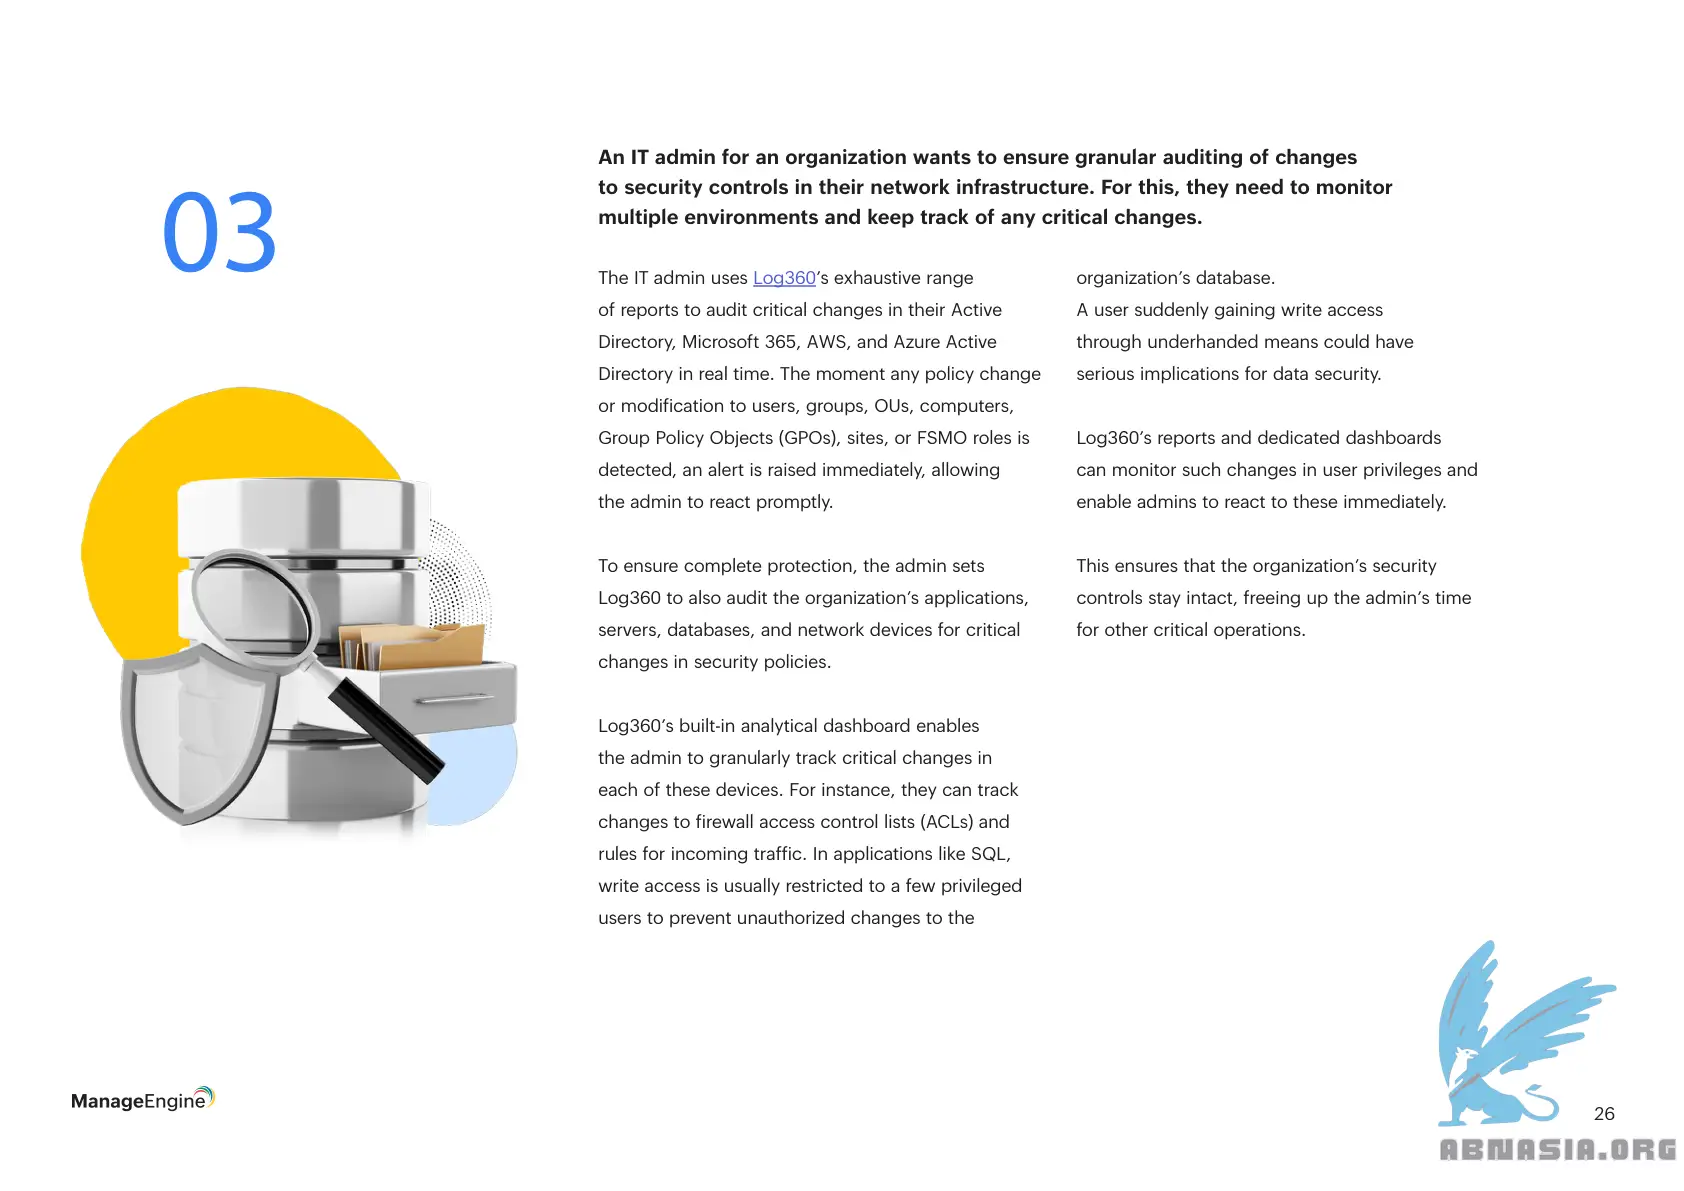 03
An IT admin for an organization wants to ensure granular auditing of changes
to security controls in their network infrastructure. For this, they need to monitor
multiple environments and keep track of any critical changes.
The IT admin uses Log360’s exhaustive range
of reports to audit critical changes in their Active
Directory, Microsoft 365, AWS, and Azure Active
Directory in real time. The moment any policy change
or modification to users, groups, OUs, computers,
Group Policy Objects (GPOs), sites, or FSMO roles is
detected, an alert is raised immediately, allowing
the admin to react promptly.
To ensure complete protection, the admin sets
Log360 to also audit the organization’s applications,
servers, databases, and network devices for critical
changes in security policies.
Log360’s built-in analytical dashboard enables
the admin to granularly track critical changes in
each of these devices. For instance, they can track
changes to firewall access control lists (ACLs) and
rules for incoming traffic. In applications like SQL,
write access is usually restricted to a few privileged
users to prevent unauthorized changes to the
organization’s database.
A user suddenly gaining write access
through underhanded means could have
serious implications for data security.
Log360’s reports and dedicated dashboards
can monitor such changes in user privileges and
enable admins to react to these immediately.
This ensures that the organization’s security
controls stay intact, freeing up the admin’s time
for other critical operations.
ManageEngine
26
ABNASIA.ORG